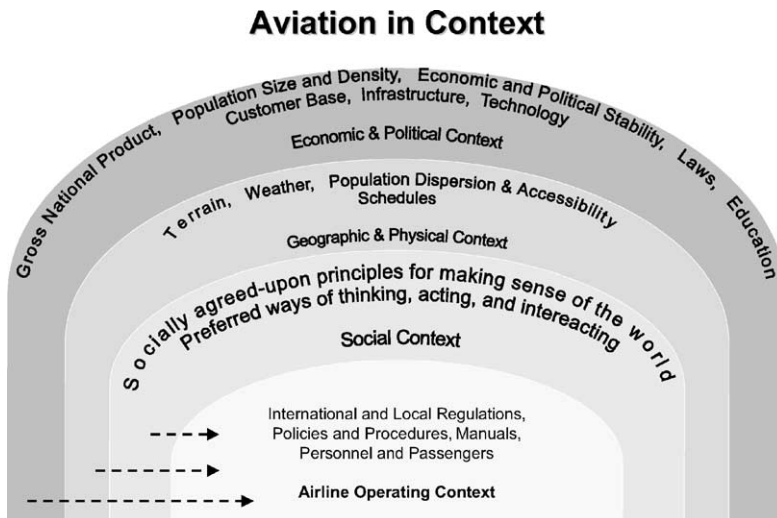 Aviation in Context
Gross National Product, Population Size and Density, Economic and Political Stability, Laws, Education
Customer Base, Infrastructure, Technology
Economic & Political Context
Terrain, Weather, Population Dispersion & Accessibility
Schedules
Geographic & Physical Context
Socially agreed-upon principles for making sense of the world
Preferred ways of thinking, acting, and intereacting
Social Context
International and Local Regulations,
Policies and Procedures, Manuals,
Personnel and Passengers
Airline Operating Context